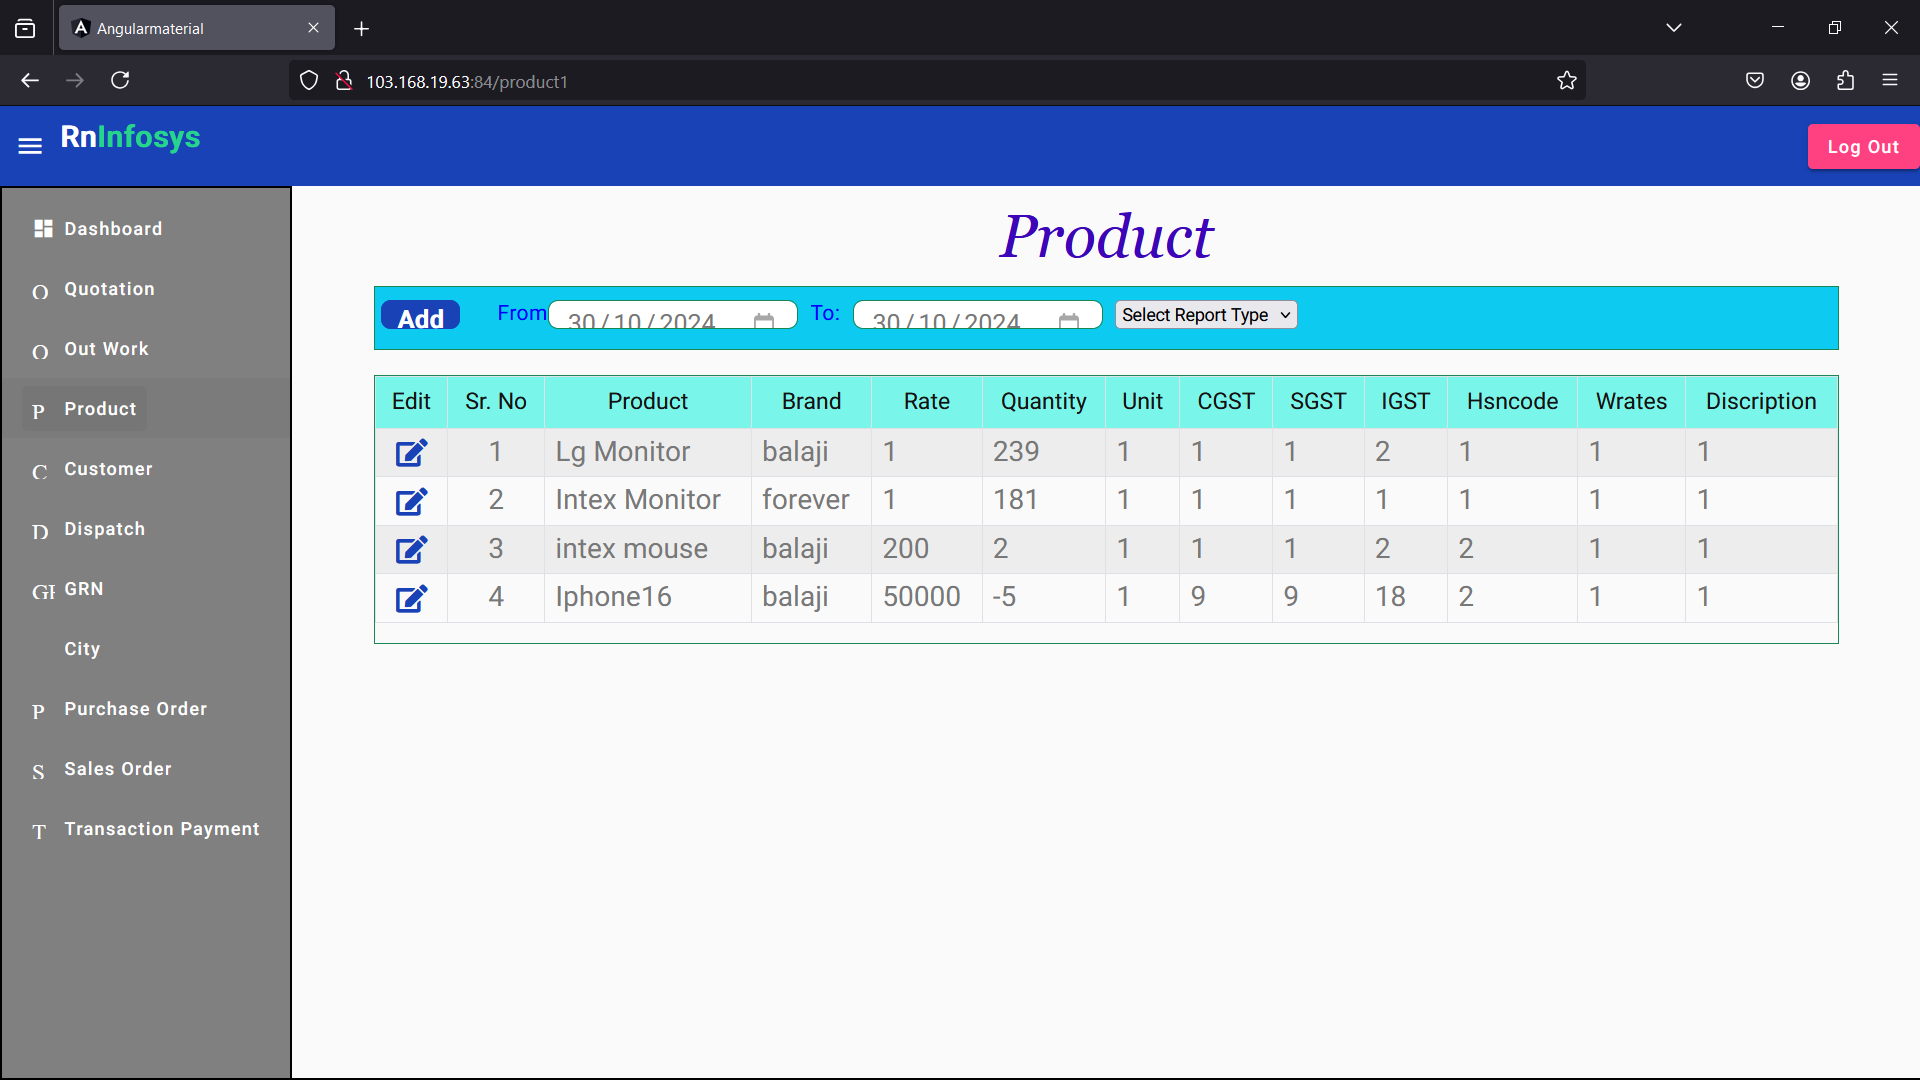 Angularmaterial
103.168.19.63:84/product1
RnInfosys
Log Out
Dashboard
Quotation
Out Work
P Product
C Customer
D Dispatch
GRN
City
P Purchase Order
S Sales Order
T Transaction Payment
Product
Add From 30/10/2024 To: 30/10/2024 Select Report Type
Edit Sr. No Product Brand Rate Quantity Unit CGST SGST IGST Hsncode Wrates Discription
1 Lg Monitor balaji 1 239 1 1 1 2 1 1 1
2 Intex Monitor forever 1 181 1 1 1 1 1 1 1
3 intex mouse balaji 200 2 1 1 1 2 2 1 1
4 Iphone16 balaji 50000 -5 1 9 9 18 2 1 1